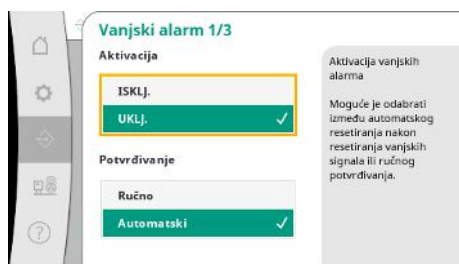 Vanjski alarm 1/3
Aktivacija
ISKLJ.
UKLJ.
Potvrđivanje
Ručno
Automatski
Aktivacija vanjskih
alarma
Moguće je odabrati
između automatskog
resetiranja nakon
resetiranja vanjskih
signala ili ručnog
potvrđivanja.